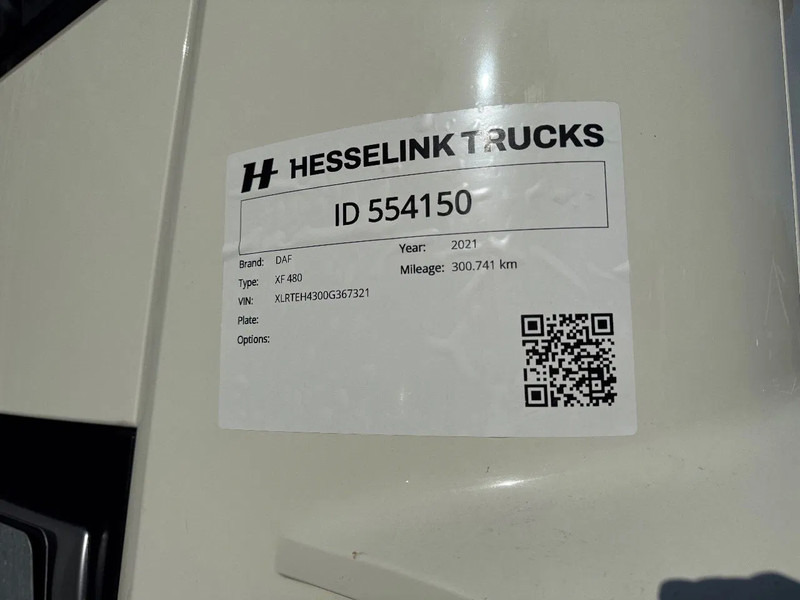 HESSELINK TRUCKS
ID 554150
Brand: DAF
Year: 2021
Type: XF 480
Mileage: 300.741 km
VIN: XLRTEH4300G367321
Plate:
Options: